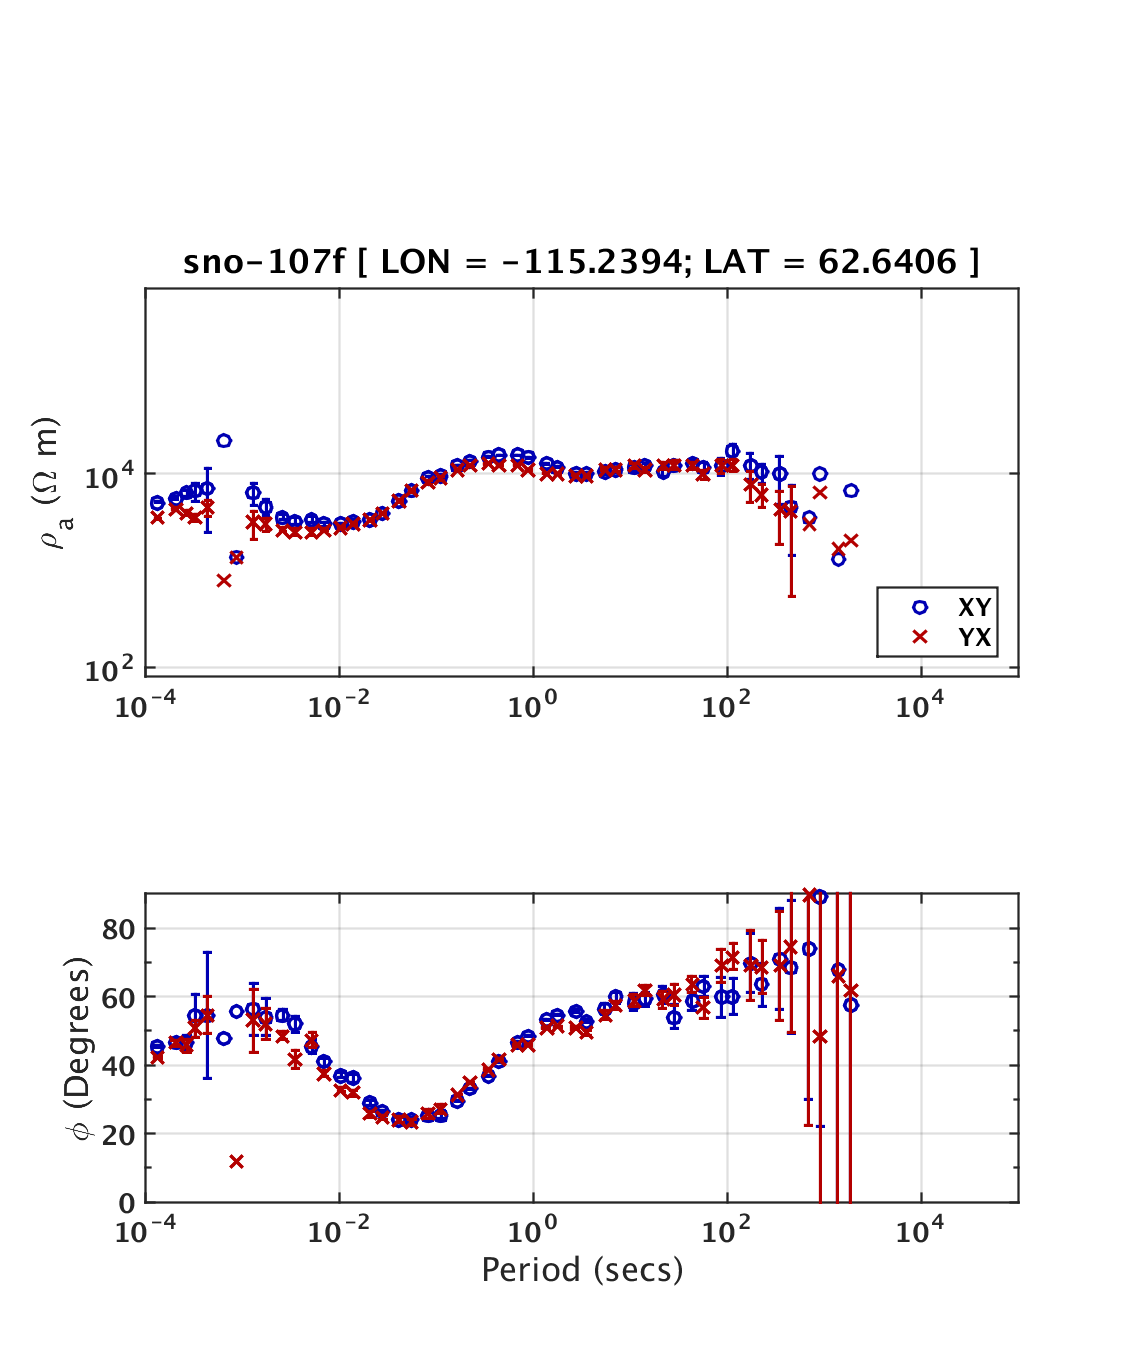 sno-107f [ LON = -115.2394; LAT = 62.6406 ]
ρa (Ω m)
10^4
10^2
10^-4 10^-2 10^0 10^2 10^4
XY
YX
ϕ (Degrees)
80
60
40
20
0
10^-4 10^-2 10^0 10^2 10^4
Period (secs)